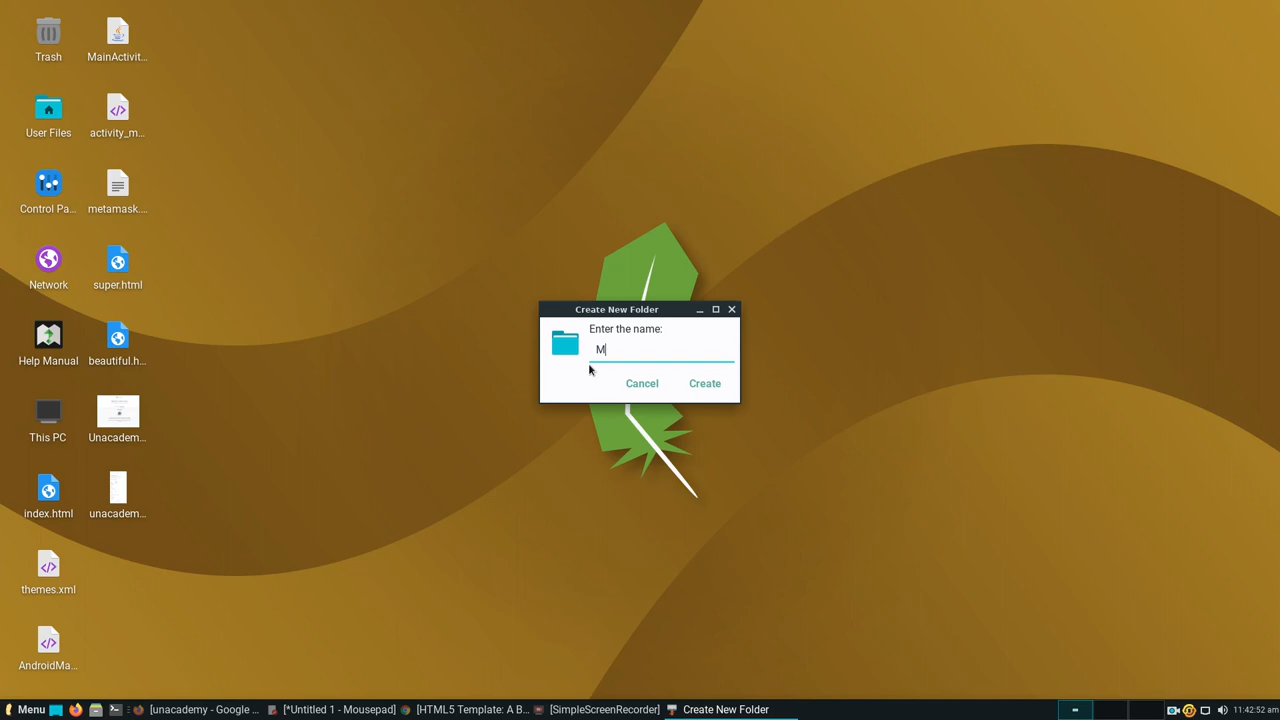 Trash
MainActivit...
User Files
activity_m...
Control Pa...
metamask....
Network
super.html
Help Manual
beautiful.h...
This PC
Unacadem...
index.html
unacadem...
themes.xml
AndroidMa...
Create New Folder
Enter the name:
M
Cancel
Create
Menu
[unacademy - Google ...
[*Untitled 1 - Mousepad]
[HTML5 Template: A B...
[SimpleScreenRecorder]
Create New Folder
11:42:52 am